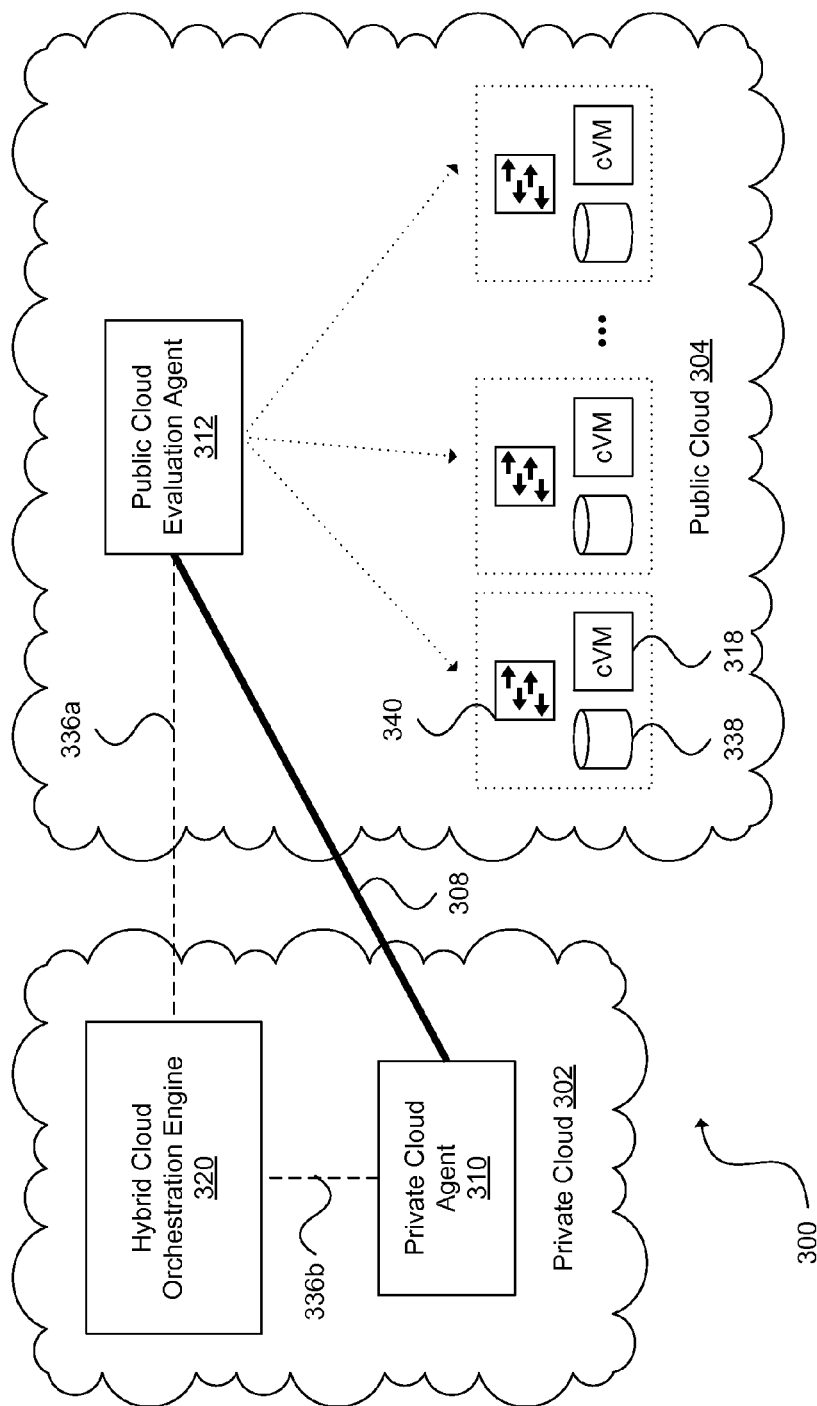 Hybrid Cloud
Orchestration Engine
320
336b
Private Cloud
Agent
310
Private Cloud 302
300
336a
308
Public Cloud
Evaluation Agent
312
340
cVM
318
338
cVM
...
cVM
Public Cloud 304